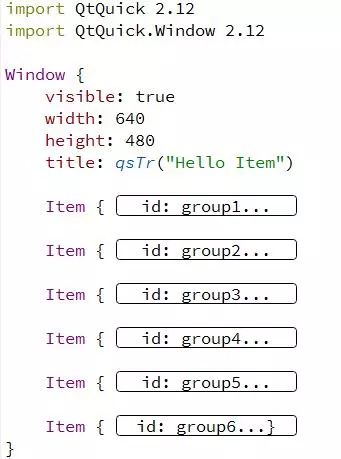 import QtQuick 2.12
import QtQuick.Window 2.12
Window {
visible: true
width: 640
height: 480
title: qsTr("Hello Item")
Item { id: group1...
Item { id: group2...
Item { id: group3...
Item { id: group4...
Item { id: group5...
Item { id: group6...}
}